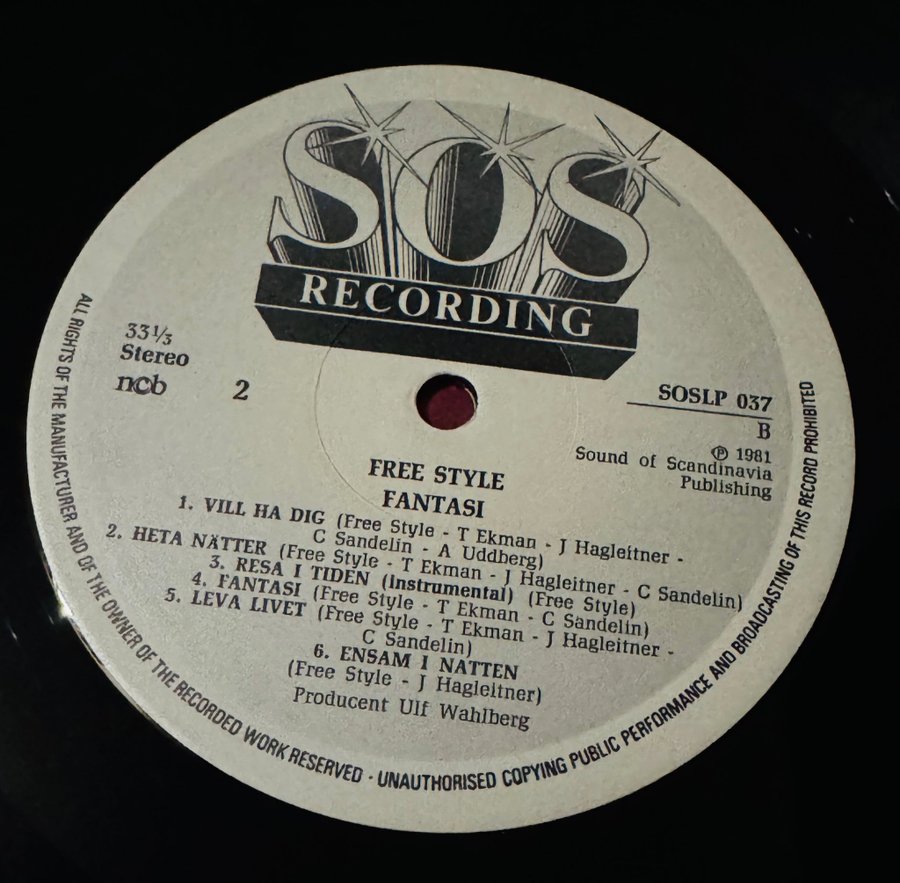 SOS
RECORDING
33 1/3
Stereo
ncb
2
SOSLP 037
B
℗ 1981
Sound of Scandinavia
Publishing
FREE STYLE
FANTASI
1. VILL HA DIG (Free Style - T Ekman - J Hagleitner -
C Sandelin - A Uddberg)
2. HETA NÄTTER (Free Style - T Ekman - J Hagleitner - C Sandelin)
3. RESA I TIDEN (Instrumental) (Free Style)
4. FANTASI (Free Style - T Ekman - C Sandelin)
5. LEVA LIVET (Free Style - T Ekman - J Hagleitner -
C Sandelin)
6. ENSAM I NATTEN
(Free Style - J Hagleitner)
Producent Ulf Wahlberg
ALL RIGHTS OF THE MANUFACTURER AND OF THE OWNER OF THE RECORDED WORK RESERVED · UNAUTHORISED COPYING PUBLIC PERFORMANCE AND BROADCASTING OF THIS RECORD PROHIBITED